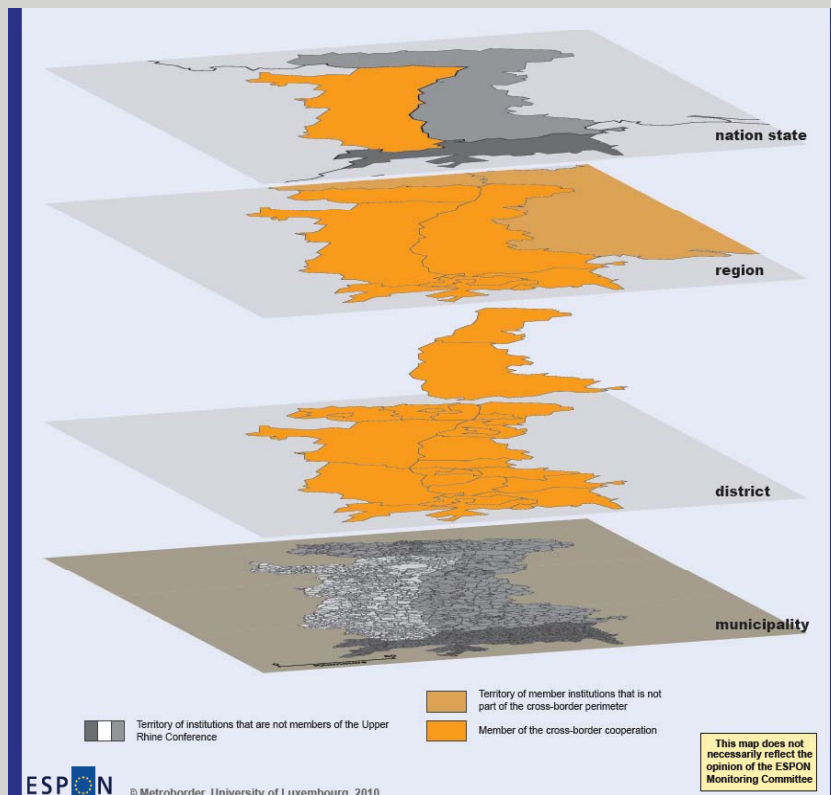 nation state
region
district
municipality
Territory of institutions that are not members of the Upper
Rhine Conference
Territory of member institutions that is not
part of the cross-border perimeter
Member of the cross-border cooperation
This map does not
necessarily reflect the
opinion of the ESPON
Monitoring Committee
ESPON
© Metroborder, University of Luxembourg, 2010